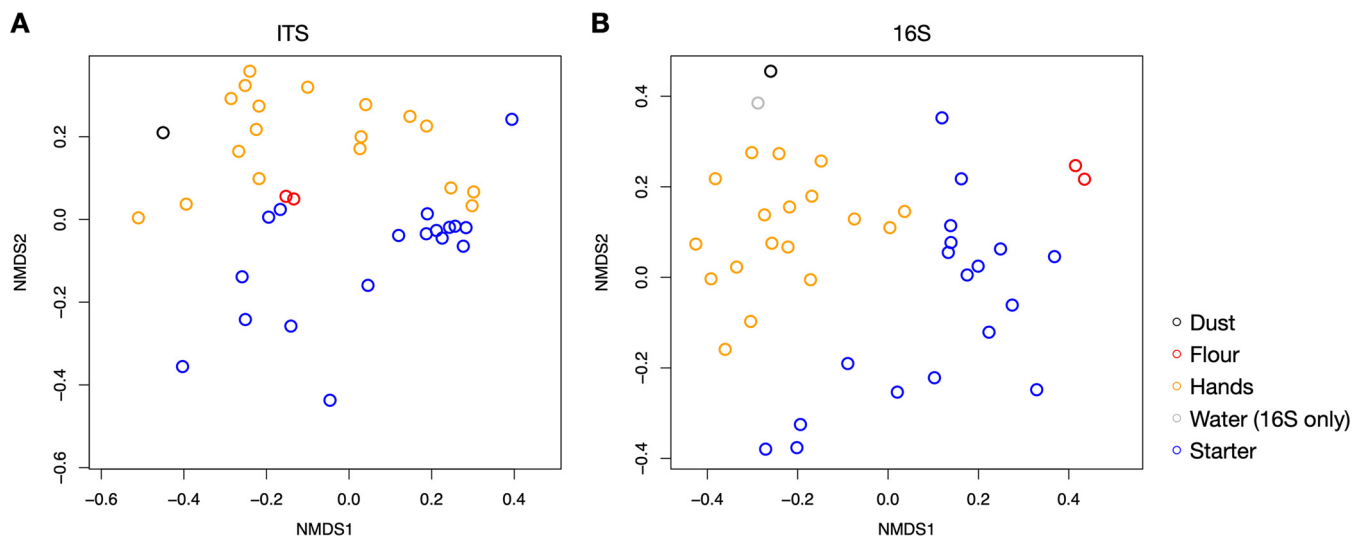 A
ITS
NMDS2
0.2
0.0
−0.2
−0.4
−0.6
−0.6 −0.4 −0.2 0.0 0.2 0.4
NMDS1
B
16S
NMDS2
0.4
0.2
0.0
−0.2
−0.4
−0.4 −0.2 0.0 0.2 0.4
NMDS1
Dust
Flour
Hands
Water (16S only)
Starter